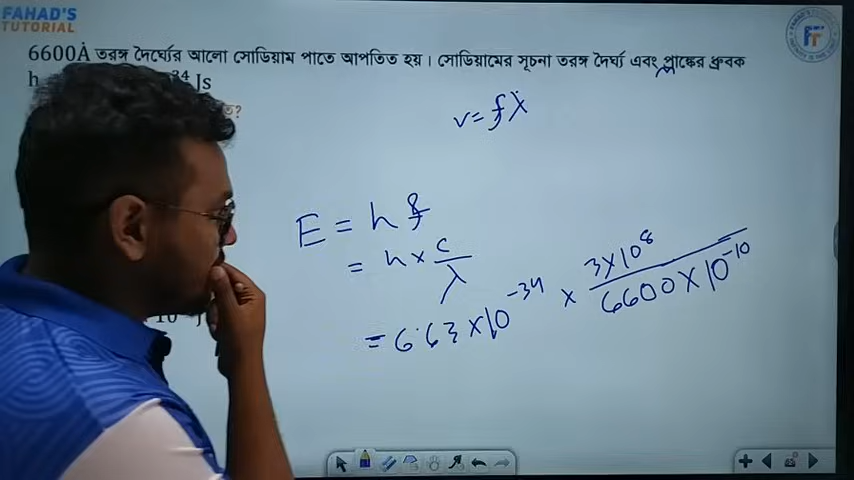 FAHAD'S
TUTORIAL
6600Å তরঙ্গ দৈর্ঘ্যের আলো সোডিয়াম পাতে আপতিত হয়। সোডিয়ামের সূচনা তরঙ্গ দৈর্ঘ্য এবং প্লাঙ্কের ধ্রুবক
h 34 Js
v = fλ
E = hf
= h × c/λ
= 6.63 × 10^-34 × 3×10^8 / 6600×10^-10